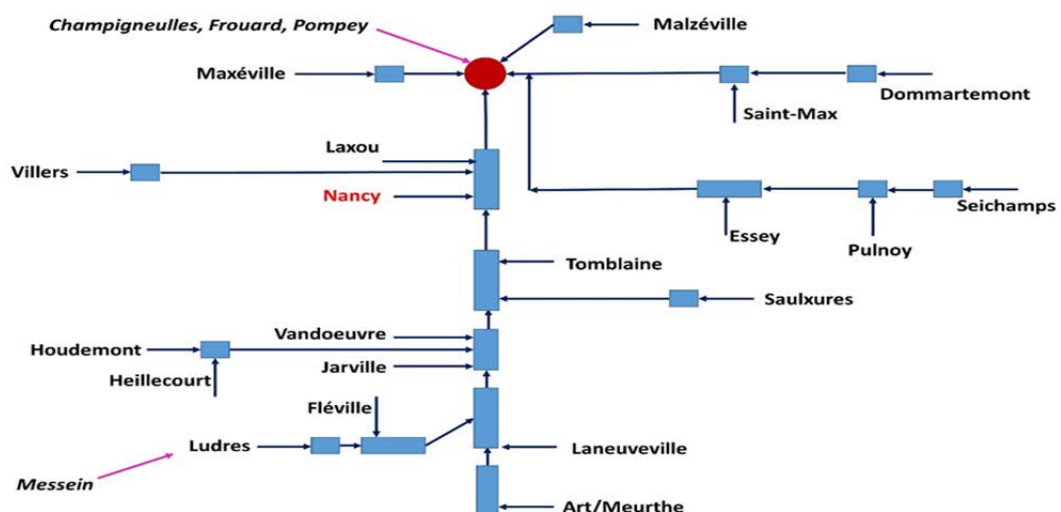 Champigneulles, Frouard, Pompey
Malzéville
Maxéville
Dommartemont
Saint-Max
Laxou
Villers
Nancy
Seichamps
Essey
Pulnoy
Tomblaine
Saulxures
Vandoeuvre
Houdemont
Jarville
Heillecourt
Fléville
Ludres
Laneuveville
Messein
Art/Meurthe